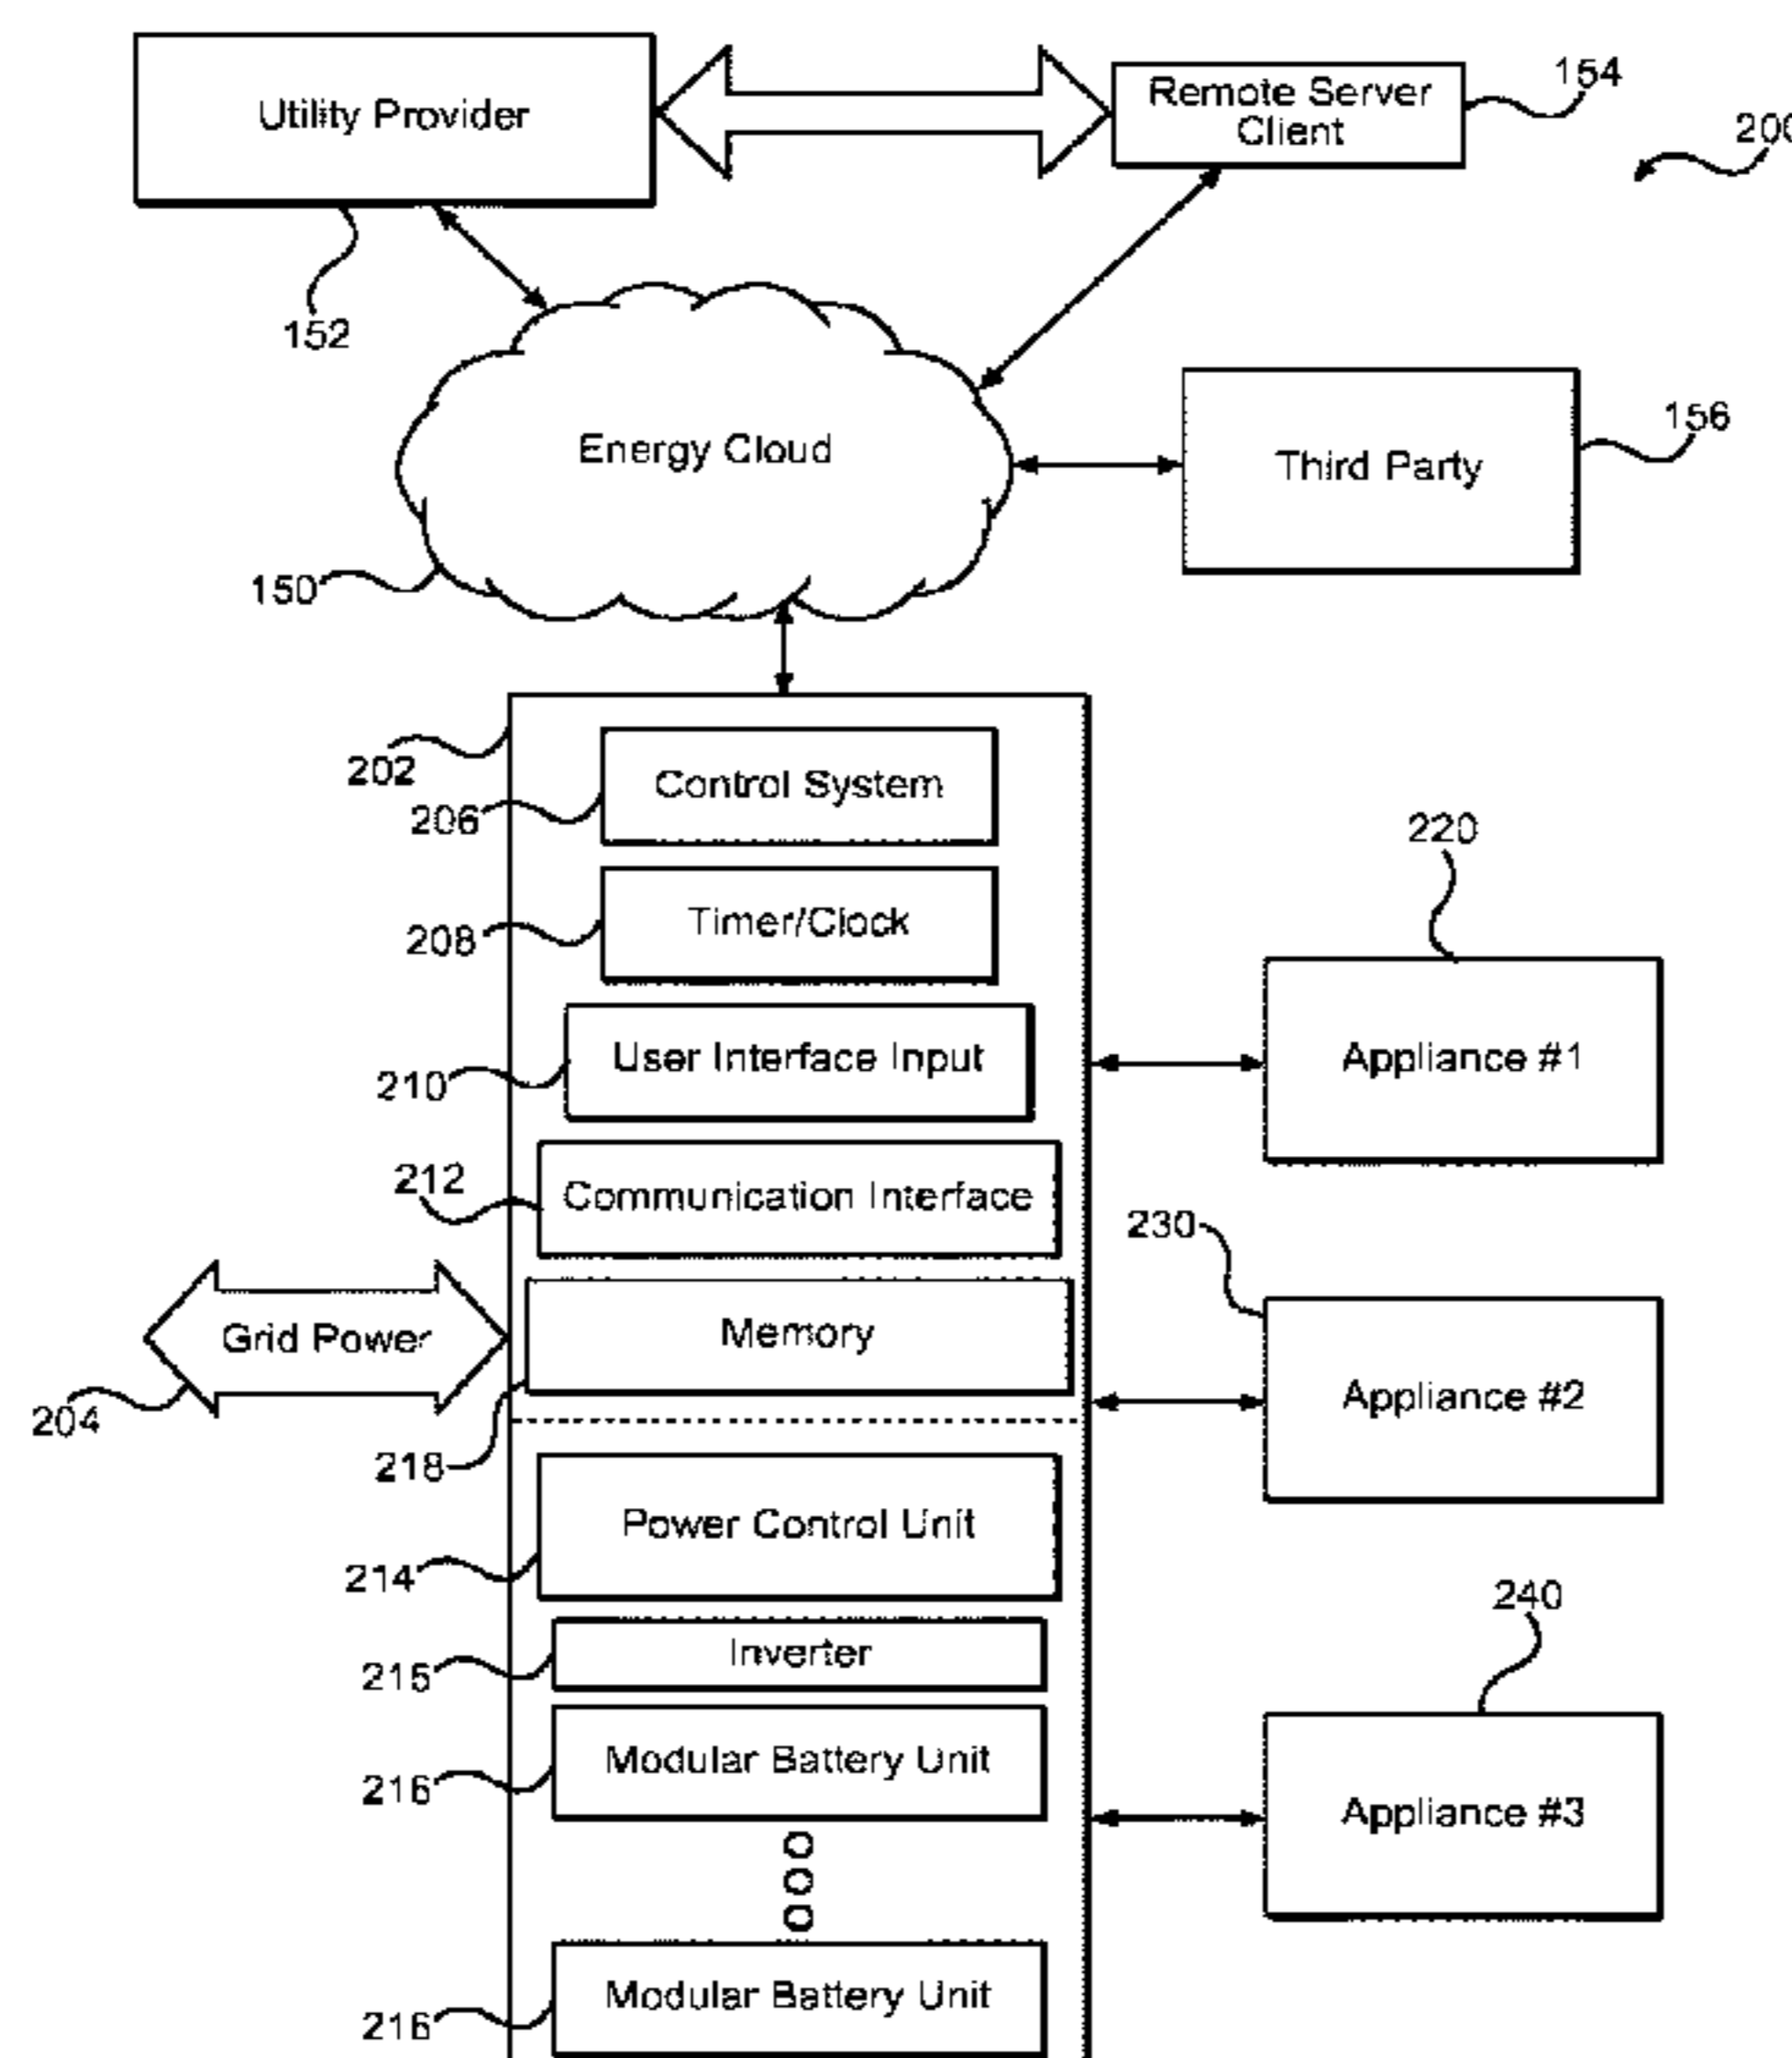 Utility Provider
Remote Server
Client
154
200
152
Energy Cloud
Third Party
156
150
202
Control System
206
Timer/Clock
208
220
User Interface Input
210
Appliance #1
212
Communication Interface
230
Grid Power
Memory
204
218
Appliance #2
Power Control Unit
214
240
Inverter
215
Modular Battery Unit
216
Appliance #3
Modular Battery Unit
216